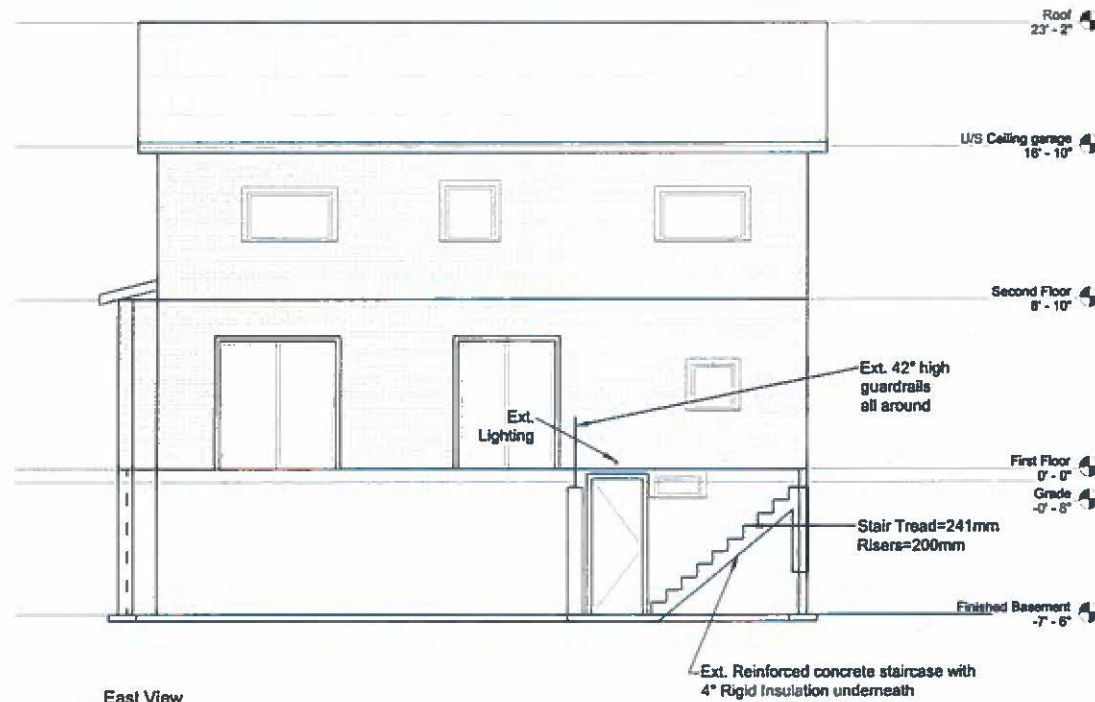 Roof
23' - 2"
U/S Ceiling garage
16' - 10"
Second Floor
8' - 10"
Ext. 42" high
guardrails
all around
Ext.
Lighting
First Floor
0' - 0"
Grade
-0' - 8"
Stair Tread=241mm
Risers=200mm
Finished Basement
-7' - 6"
Ext. Reinforced concrete staircase with
4" Rigid Insulation underneath
East View